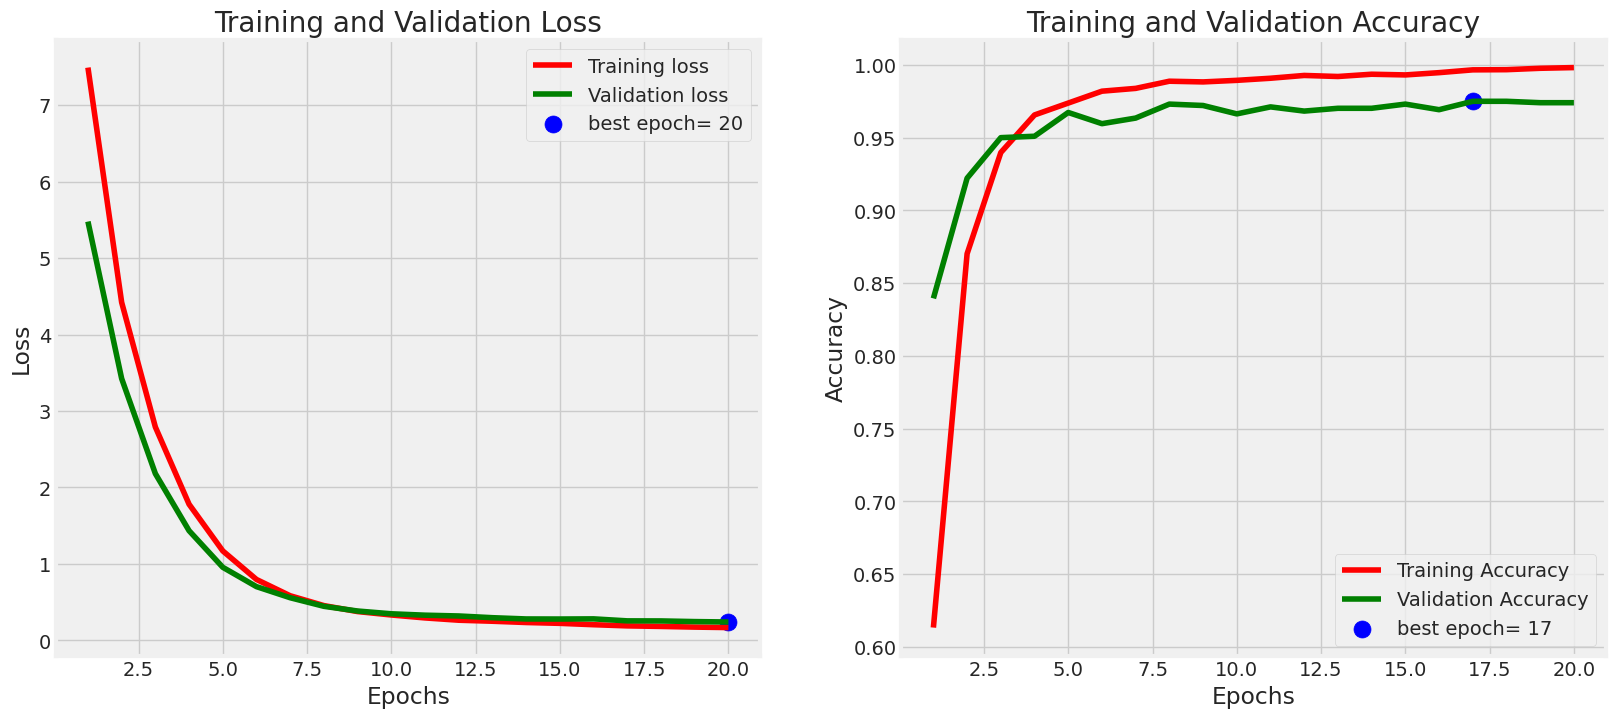 Training and Validation Loss
Training loss
Validation loss
best epoch= 20
Loss
7
6
5
4
3
2
1
0
2.5 5.0 7.5 10.0 12.5 15.0 17.5 20.0
Epochs
Training and Validation Accuracy
Accuracy
1.00
0.95
0.90
0.85
0.80
0.75
0.70
0.65
0.60
Training Accuracy
Validation Accuracy
best epoch= 17
2.5 5.0 7.5 10.0 12.5 15.0 17.5 20.0
Epochs